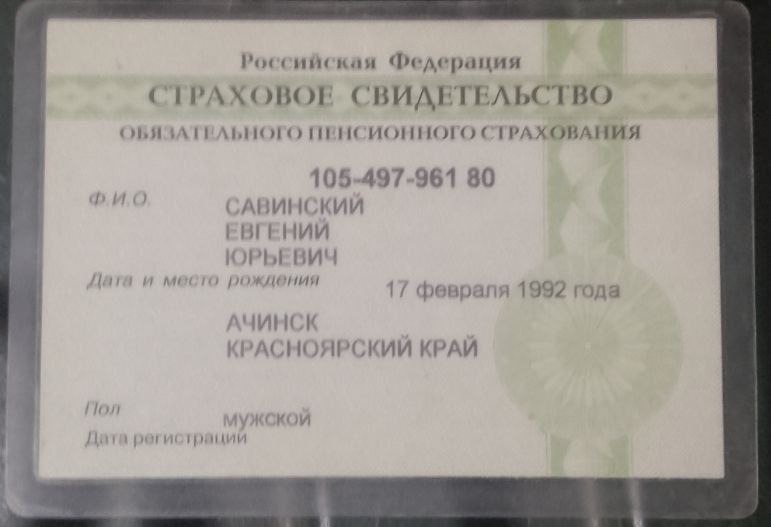 Российская Федерация
СТРАХОВОЕ СВИДЕТЕЛЬСТВО
ОБЯЗАТЕЛЬНОГО ПЕНСИОННОГО СТРАХОВАНИЯ
105-497-961 80
Ф.И.О.
САВИНСКИЙ
ЕВГЕНИЙ
ЮРЬЕВИЧ
Дата и место рождения 17 февраля 1992 года
АЧИНСК
КРАСНОЯРСКИЙ КРАЙ
Пол мужской
Дата регистрации